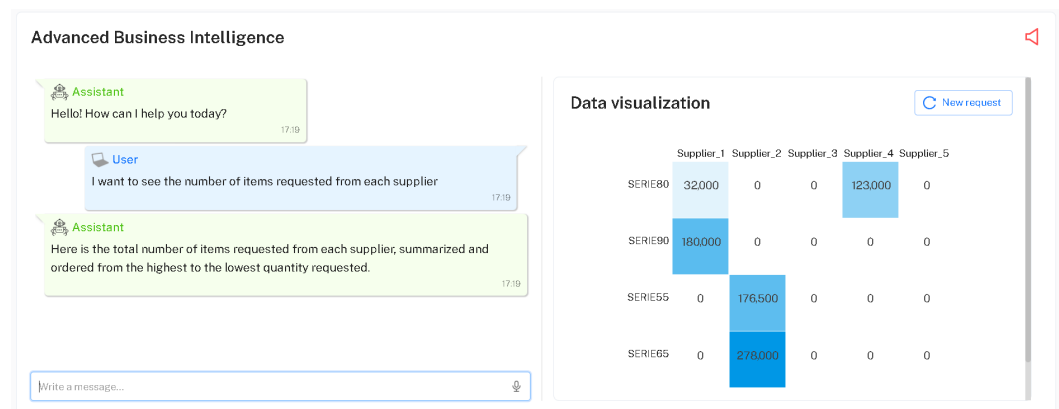 Advanced Business Intelligence
Assistant
Hello! How can I help you today?
17:19
User
I want to see the number of items requested from each supplier
17:19
Assistant
Here is the total number of items requested from each supplier, summarized and
ordered from the highest to the lowest quantity requested.
17:19
Write a message...
Data visualization
New request
Supplier_1 Supplier_2 Supplier_3 Supplier_4 Supplier_5
SERIE80 32,000 0 0 123,000 0
SERIE90 180,000 0 0 0 0
SERIE55 0 176,500 0 0 0
SERIE65 0 278,000 0 0 0